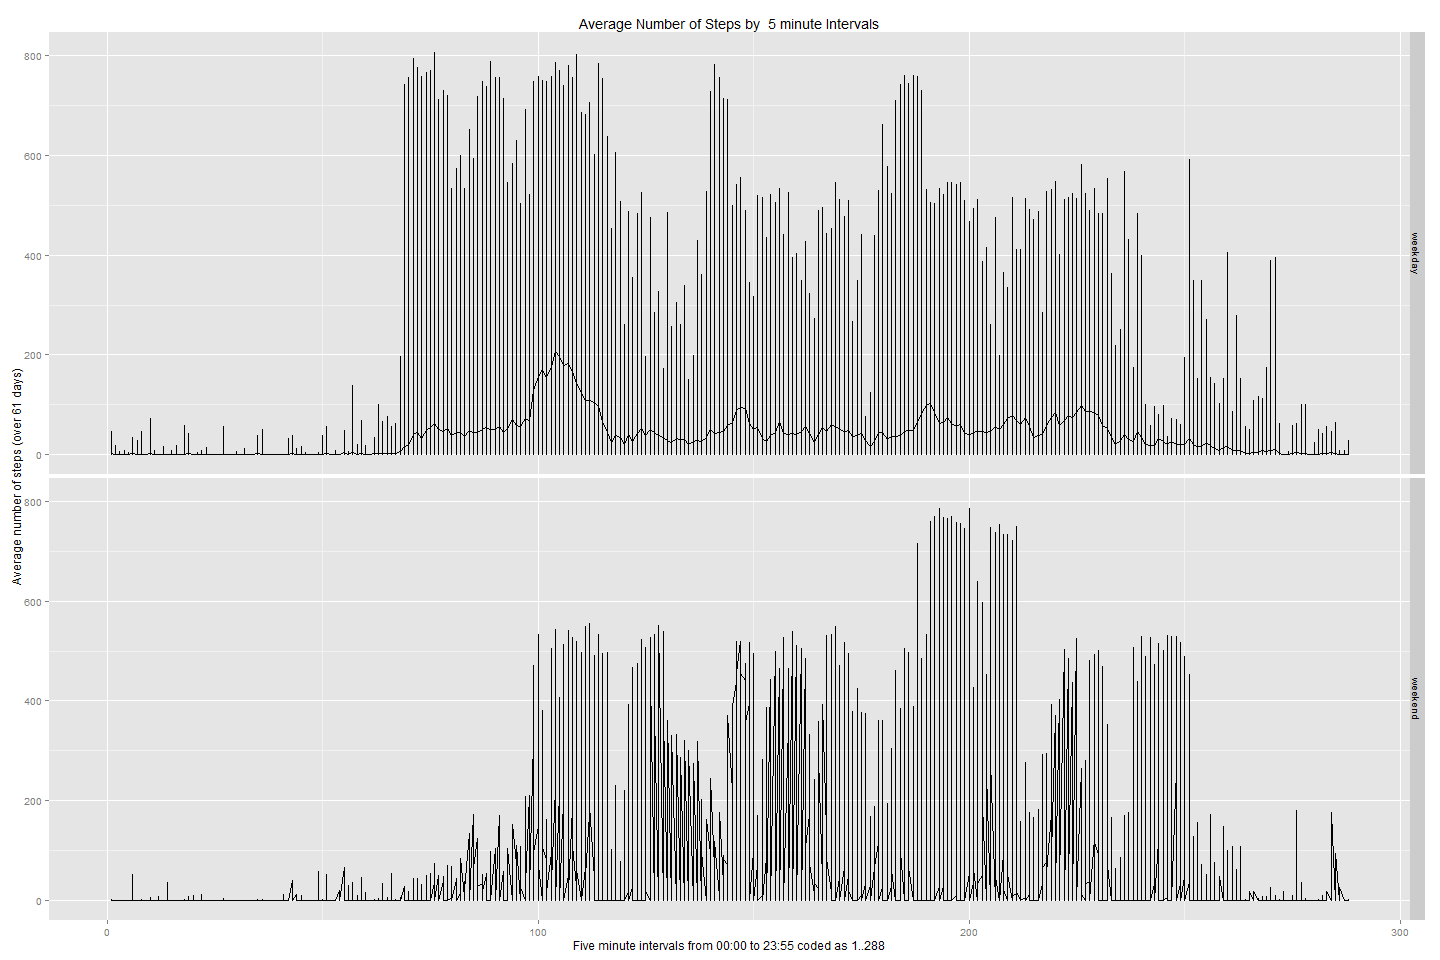 Average Number of Steps by  5 minute Intervals
Average number of steps (over 61 days)
800
600
400
200
0
weekday
800
600
400
200
0
weekend
0
100
200
300
Five minute intervals from 00:00 to 23:55 coded as 1..288